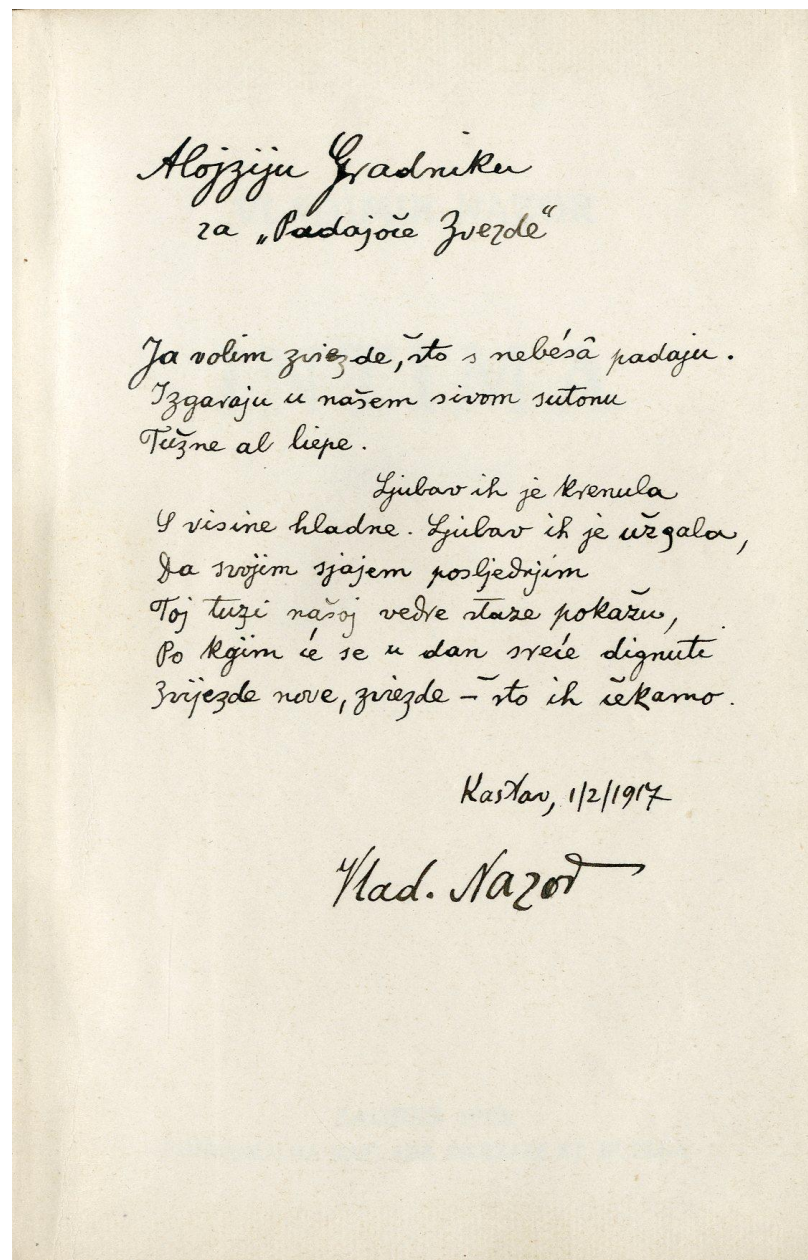 Alojziju Gradniku
za „Padajoče Zvezde“
Ja volim zviezde, što s nebésâ padaju.
Izgaraju u našem sivom sutonu
Tužne al liepe.
Ljubav ih je krenula
S visine hladne. Ljubav ih je užgala,
Da svojim sjajem posljednjim
Toj tuzi našoj vedre staze pokažu,
Po kojim će se u dan sreće dignuti
Zvijezde nove, zviezde – što ih čekamo.
Kastav, 1/2/1917
Vlad. Nazor